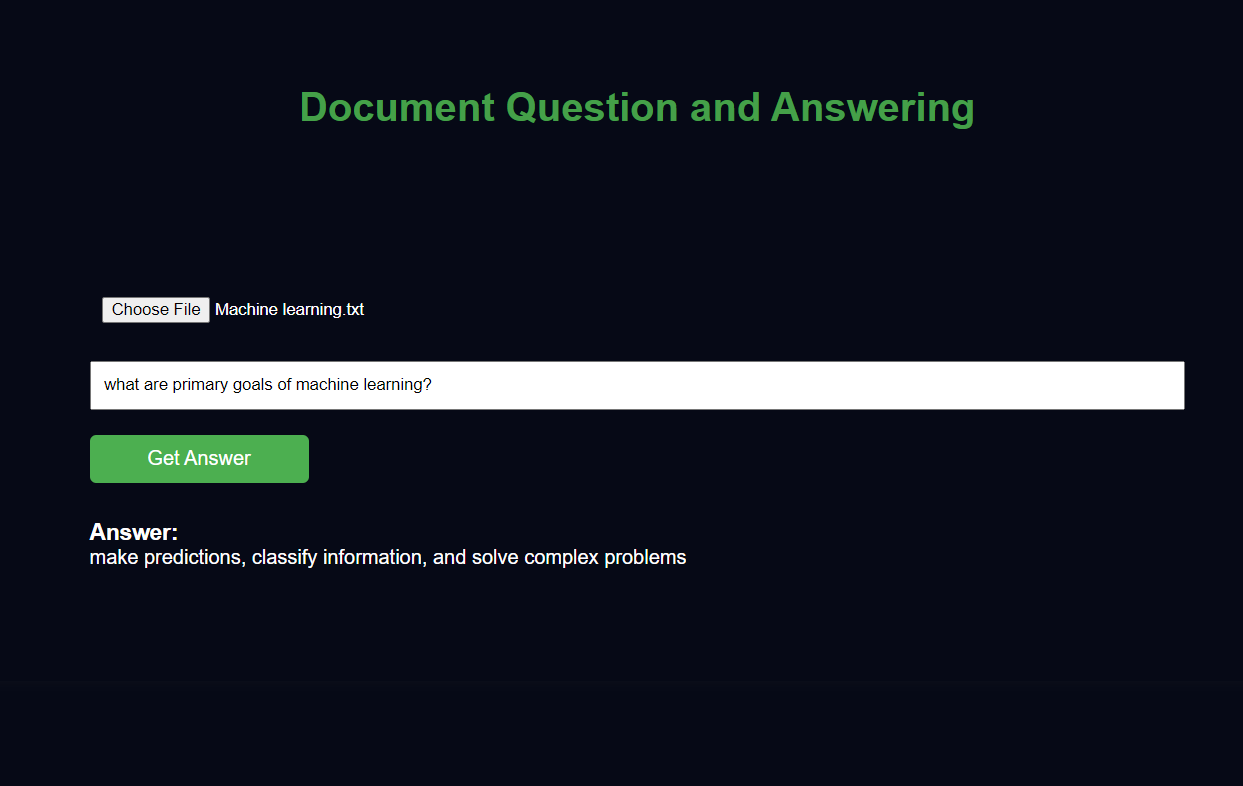 Document Question and Answering
Choose File Machine learning.txt
what are primary goals of machine learning?
Get Answer
Answer:
make predictions, classify information, and solve complex problems